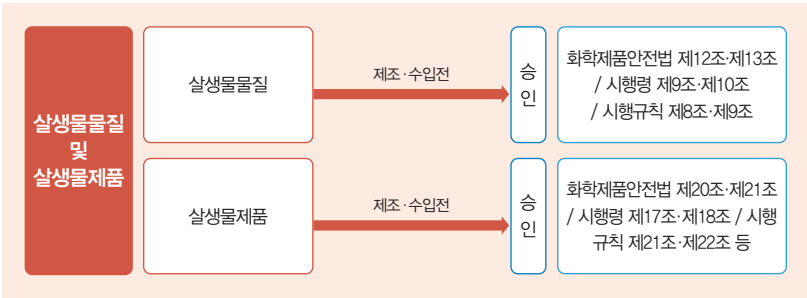 살생물물질
및
살생물제품
살생물물질
제조·수입전
승
인
화학제품안전법 제12조·제13조
/ 시행령 제9조·제10조
/ 시행규칙 제8조·제9조
살생물제품
제조·수입전
승
인
화학제품안전법 제20조·제21조
/ 시행령 제17조·제18조 / 시행
규칙 제21조·제22조 등